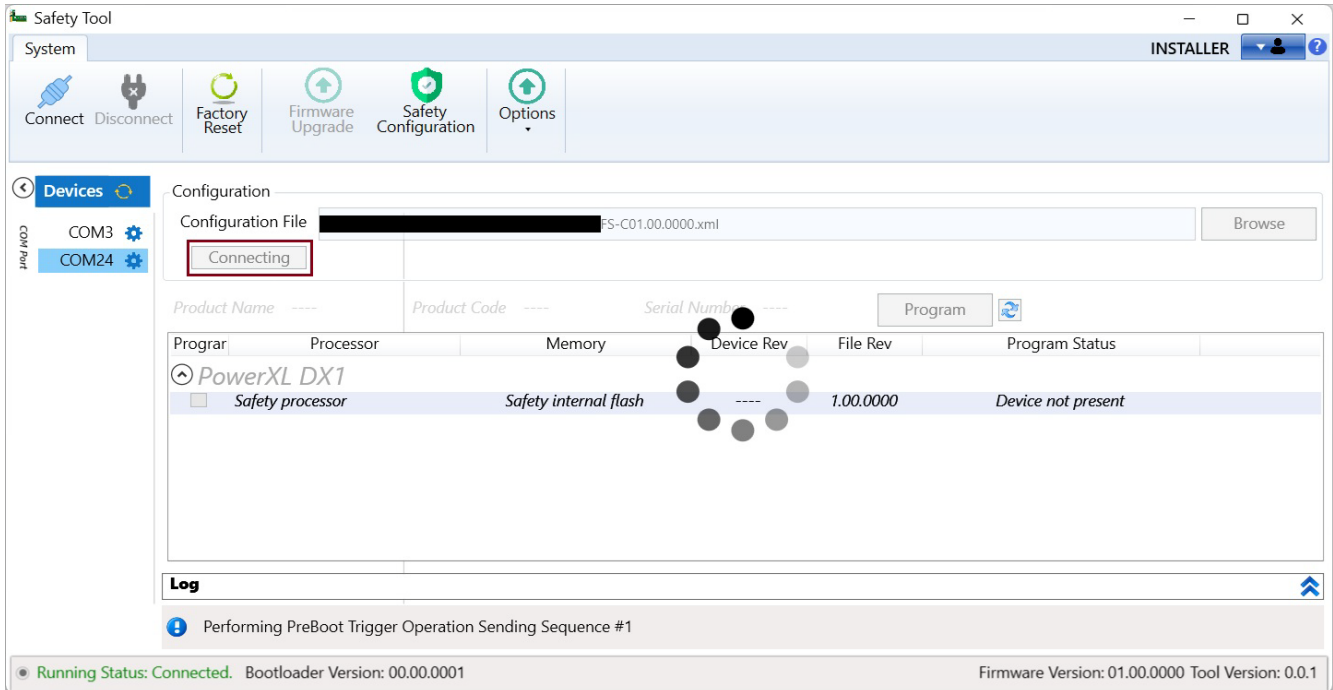 Safety Tool
System
INSTALLER
Connect Disconnect
Factory Reset
Firmware Upgrade
Safety Configuration
Options
Devices
COM Port
COM3
COM24
Configuration
Configuration File FS-C01.00.0000.xml Browse
Connecting
Product Name ---- Product Code ---- Serial Number ---- Program
Prograr Processor Memory Device Rev File Rev Program Status
PowerXL DX1
Safety processor Safety internal flash ---- 1.00.0000 Device not present
Log
Performing PreBoot Trigger Operation Sending Sequence #1
Running Status: Connected. Bootloader Version: 00.00.0001 Firmware Version: 01.00.0000 Tool Version: 0.0.1